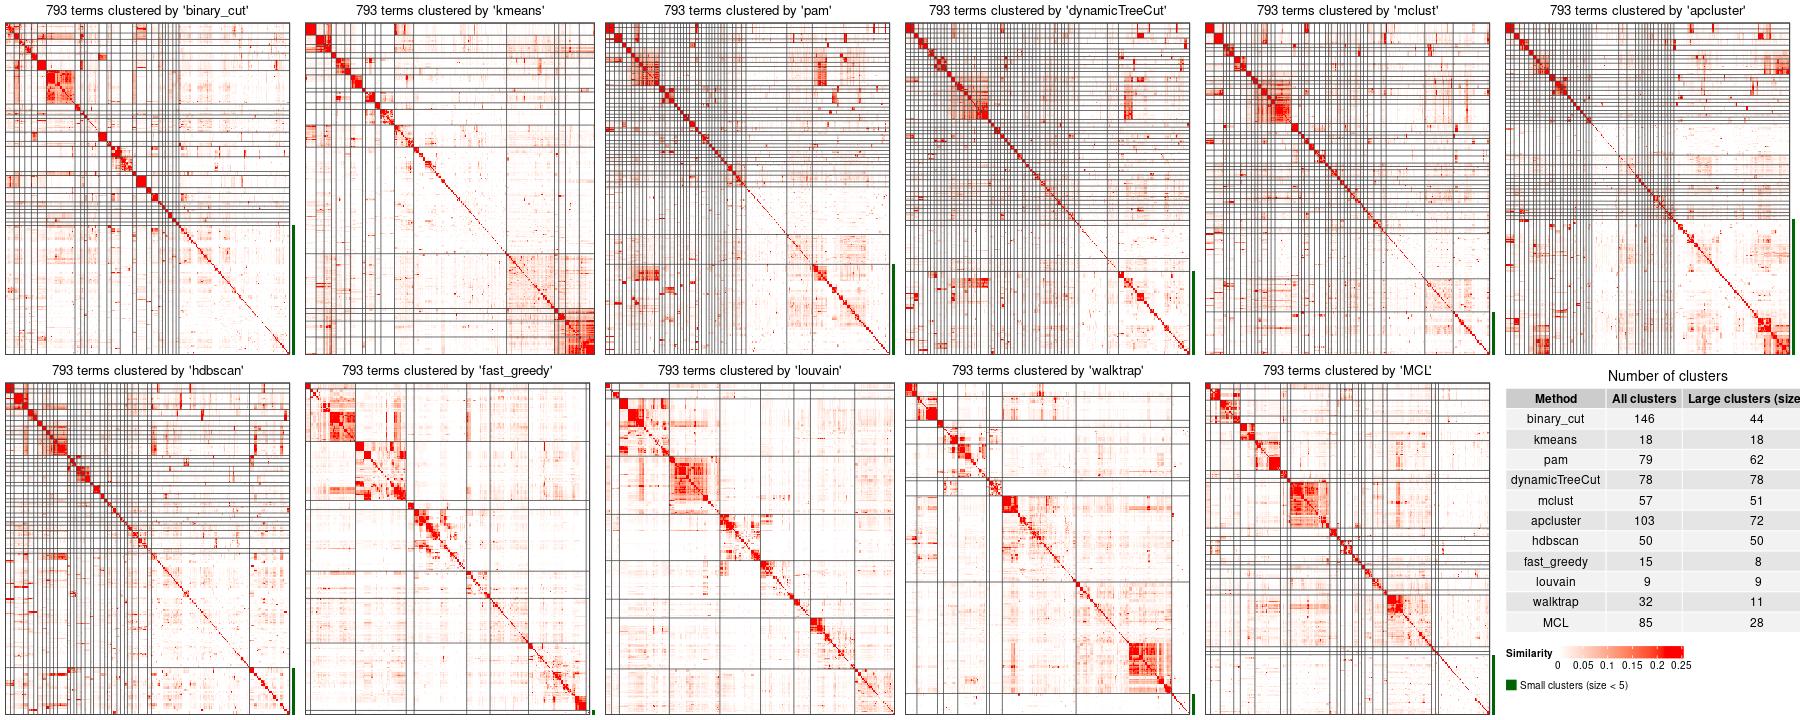 793 terms clustered by 'binary_cut'
793 terms clustered by 'kmeans'
793 terms clustered by 'pam'
793 terms clustered by 'dynamicTreeCut'
793 terms clustered by 'mclust'
793 terms clustered by 'apcluster'
793 terms clustered by 'hdbscan'
793 terms clustered by 'fast_greedy'
793 terms clustered by 'louvain'
793 terms clustered by 'walktrap'
793 terms clustered by 'MCL'
Number of clusters
Method All clusters Large clusters (size
binary_cut 146 44
kmeans 18 18
pam 79 62
dynamicTreeCut 78 78
mclust 57 51
apcluster 103 72
hdbscan 50 50
fast_greedy 15 8
louvain 9 9
walktrap 32 11
MCL 85 28
Similarity
0 0.05 0.1 0.15 0.2 0.25
Small clusters (size < 5)